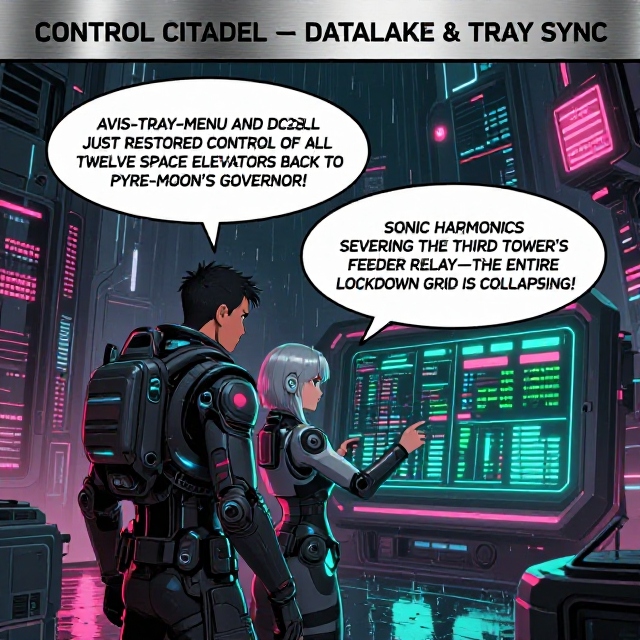 CONTROL CITADEL — DATALAKE & TRAY SYNC
AVIS-TRAY-MENU AND
JUST RESTORED CONTROL OF ALL
TWELVE SPACE ELEVATORS BACK TO
PYRE-MOON'S GOVERNOR!
SONIC HARMONICS
SEVERING THE THIRD TOWER'S
FEEDER RELAY—THE ENTIRE
LOCKDOWN GRID IS COLLAPSING!